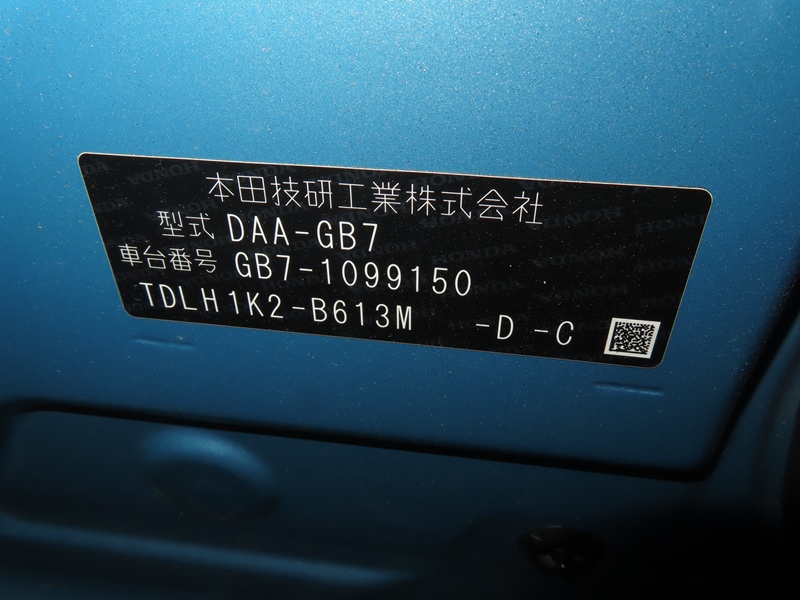 本田技研工業株式会社
型式 DAA-GB7
車台番号 GB7-1099150
TDLH1K2-B613M -D -C